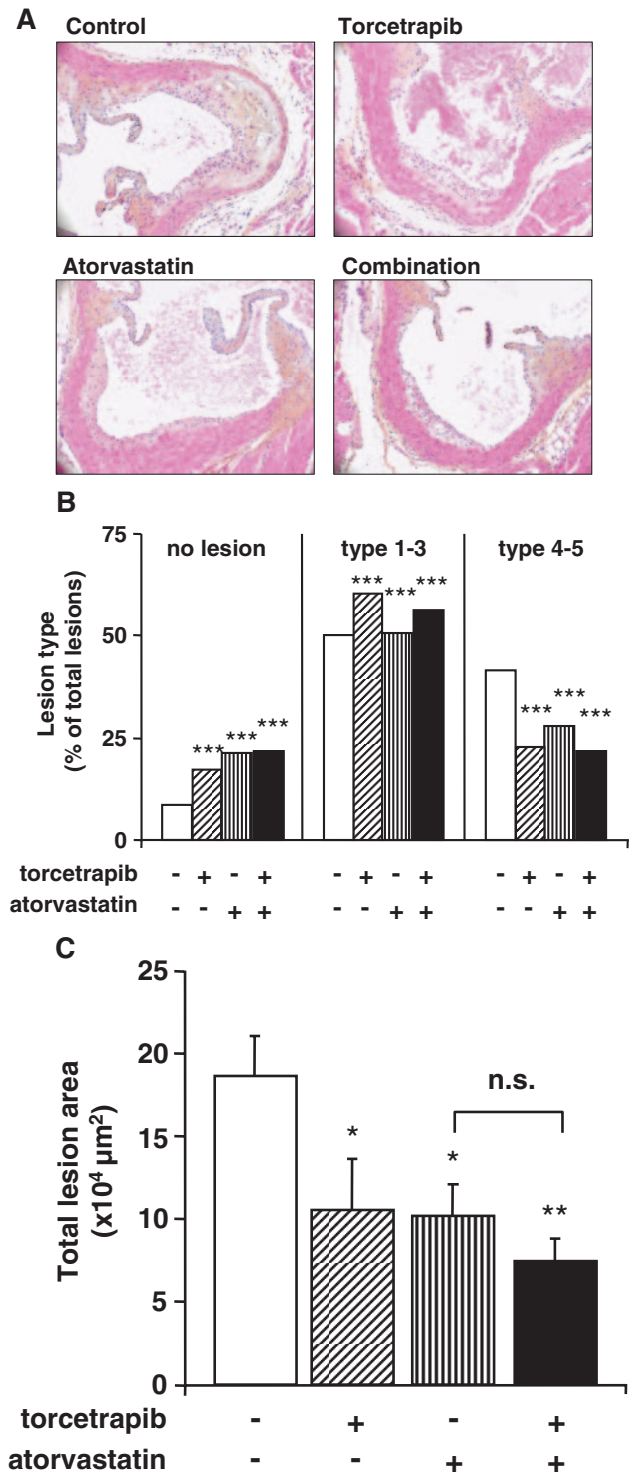 A
Control Torcetrapib
Atorvastatin Combination
B
Lesion type
(% of total lesions)
75
50
25
0
no lesion type 1-3 type 4-5
*** *** ***
*** *** ***
*** *** ***
torcetrapib - + - + - + - + - + - +
atorvastatin - - + + - - + + - - + +
C
Total lesion area
(x10⁴ µm²)
25
20
15
10
5
0
n.s.
* * **
torcetrapib - + - +
atorvastatin - - + +